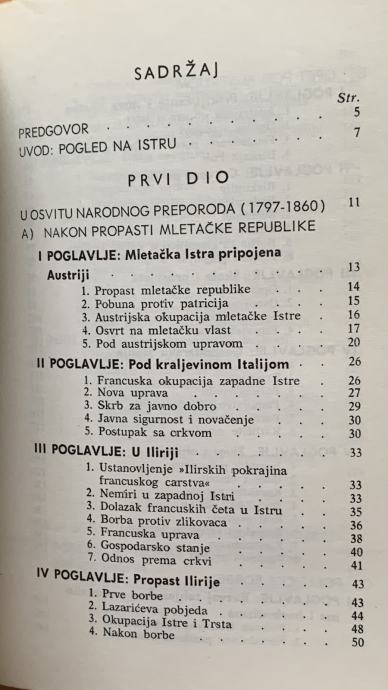 SADRŽAJ
Str.
PREDGOVOR . . . . . . . . . 5
UVOD: POGLED NA ISTRU . . . . . . . 7
PRVI DIO
U OSVITU NARODNOG PREPORODA (1797-1860) 11
A) NAKON PROPASTI MLETAČKE REPUBLIKE
I POGLAVLJE: Mletačka Istra pripojena
Austriji . . . . . . . . . 13
1. Propast mletačke republike . . . . 14
2. Pobuna protiv patricija . . . . 15
3. Austrijska okupacija mletačke Istre . . 16
4. Osvrt na mletačku vlast . . . . 17
5. Pod austrijskom upravom . . . . 20
II POGLAVLJE: Pod kraljevinom Italijom . . 26
1. Francuska okupacija zapadne Istre . . 26
2. Nova uprava . . . . . . 27
3. Skrb za javno dobro . . . . . 29
4. Javna sigurnost i novačenje . . . 30
5. Postupak sa crkvom . . . . . 30
III POGLAVLJE: U Iliriji . . . . . 33
1. Ustanovljenje »Ilirskih pokrajina
francuskog carstva« . . . . . 33
2. Nemiri u zapadnoj Istri . . . . 33
3. Dolazak francuskih četa u Istru . . . 35
4. Borba protiv zlikovaca . . . . 36
5. Francuska uprava . . . . . 38
6. Gospodarsko stanje . . . . . 40
7. Odnos prema crkvi . . . . . 41
IV POGLAVLJE: Propast Ilirije . . . . 43
1. Prve borbe . . . . . . . 43
2. Lazarićeva pobjeda . . . . . 44
3. Okupacija Istre i Trsta . . . . 48
4. Nakon borbe . . . . . . 50